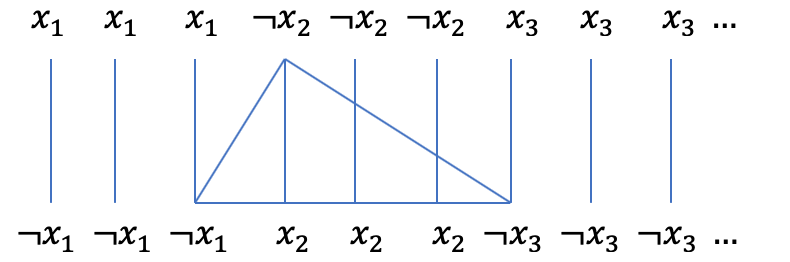 x₁ x₁ x₁ ¬x₂ ¬x₂ ¬x₂ x₃ x₃ x₃ ...
¬x₁ ¬x₁ ¬x₁ x₂ x₂ x₂ ¬x₃ ¬x₃ ¬x₃ ...